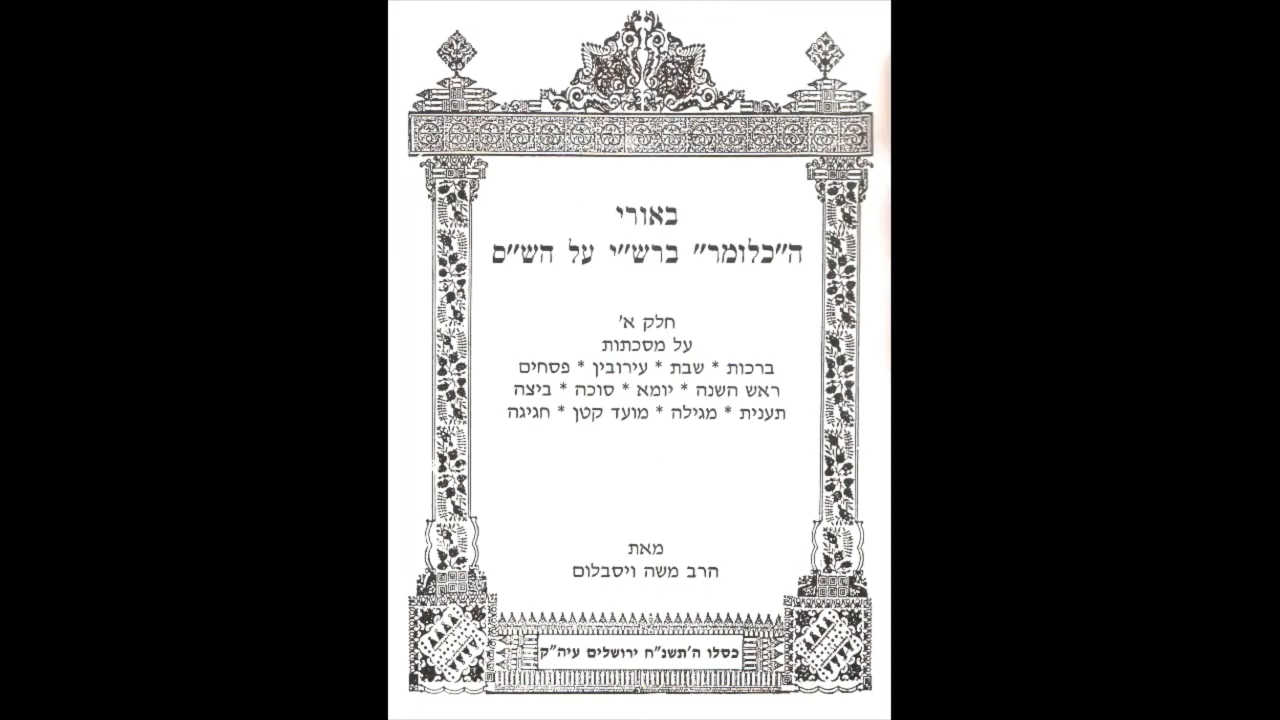 באורי
ה"כלומר" ברש"י על הש"ס
חלק א'
על מסכתות
ברכות * שבת * עירובין * פסחים
ראש השנה * יומא * סוכה * ביצה
תענית * מגילה * מועד קטן * חגיגה
מאת
הרב משה ויסבלום
כסלו ה'תשנ"ח ירושלים עיה"ק